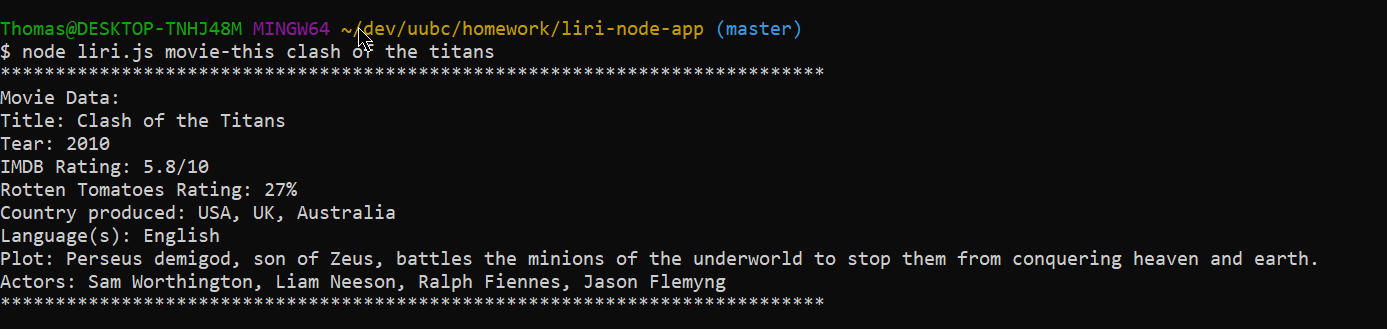 Thomas@DESKTOP-TNHJ48M MINGW64 ~/dev/uubc/homework/liri-node-app (master)
$ node liri.js movie-this clash of the titans
***************************************************************************
Movie Data:
Title: Clash of the Titans
Tear: 2010
IMDB Rating: 5.8/10
Rotten Tomatoes Rating: 27%
Country produced: USA, UK, Australia
Language(s): English
Plot: Perseus demigod, son of Zeus, battles the minions of the underworld to stop them from conquering heaven and earth.
Actors: Sam Worthington, Liam Neeson, Ralph Fiennes, Jason Flemyng
***************************************************************************